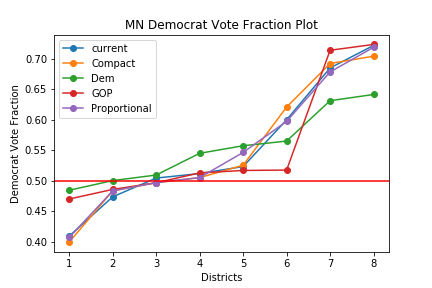 MN Democrat Vote Fraction Plot
current
Compact
Dem
GOP
Proportional
Democrat Vote Fraction
0.70
0.65
0.60
0.55
0.50
0.45
0.40
1 2 3 4 5 6 7 8
Districts